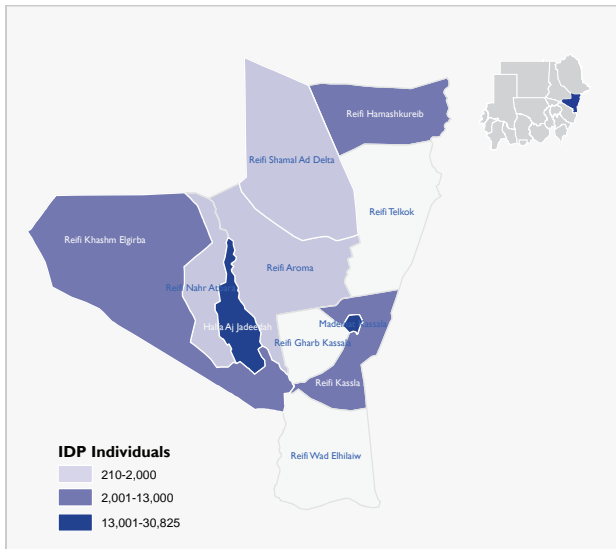 Reifi Hamashkureib
Reifi Shamal Ad Delta
Reifi Telkok
Reifi Khashm Elgirba
Reifi Aroma
Reifi Nahr Atbara
Halfa Aj Jadeedah
Madeinat Kassala
Reifi Gharb Kassala
Reifi Kassla
Reifi Wad Elhilaiw
IDP Individuals
210-2,000
2,001-13,000
13,001-30,825